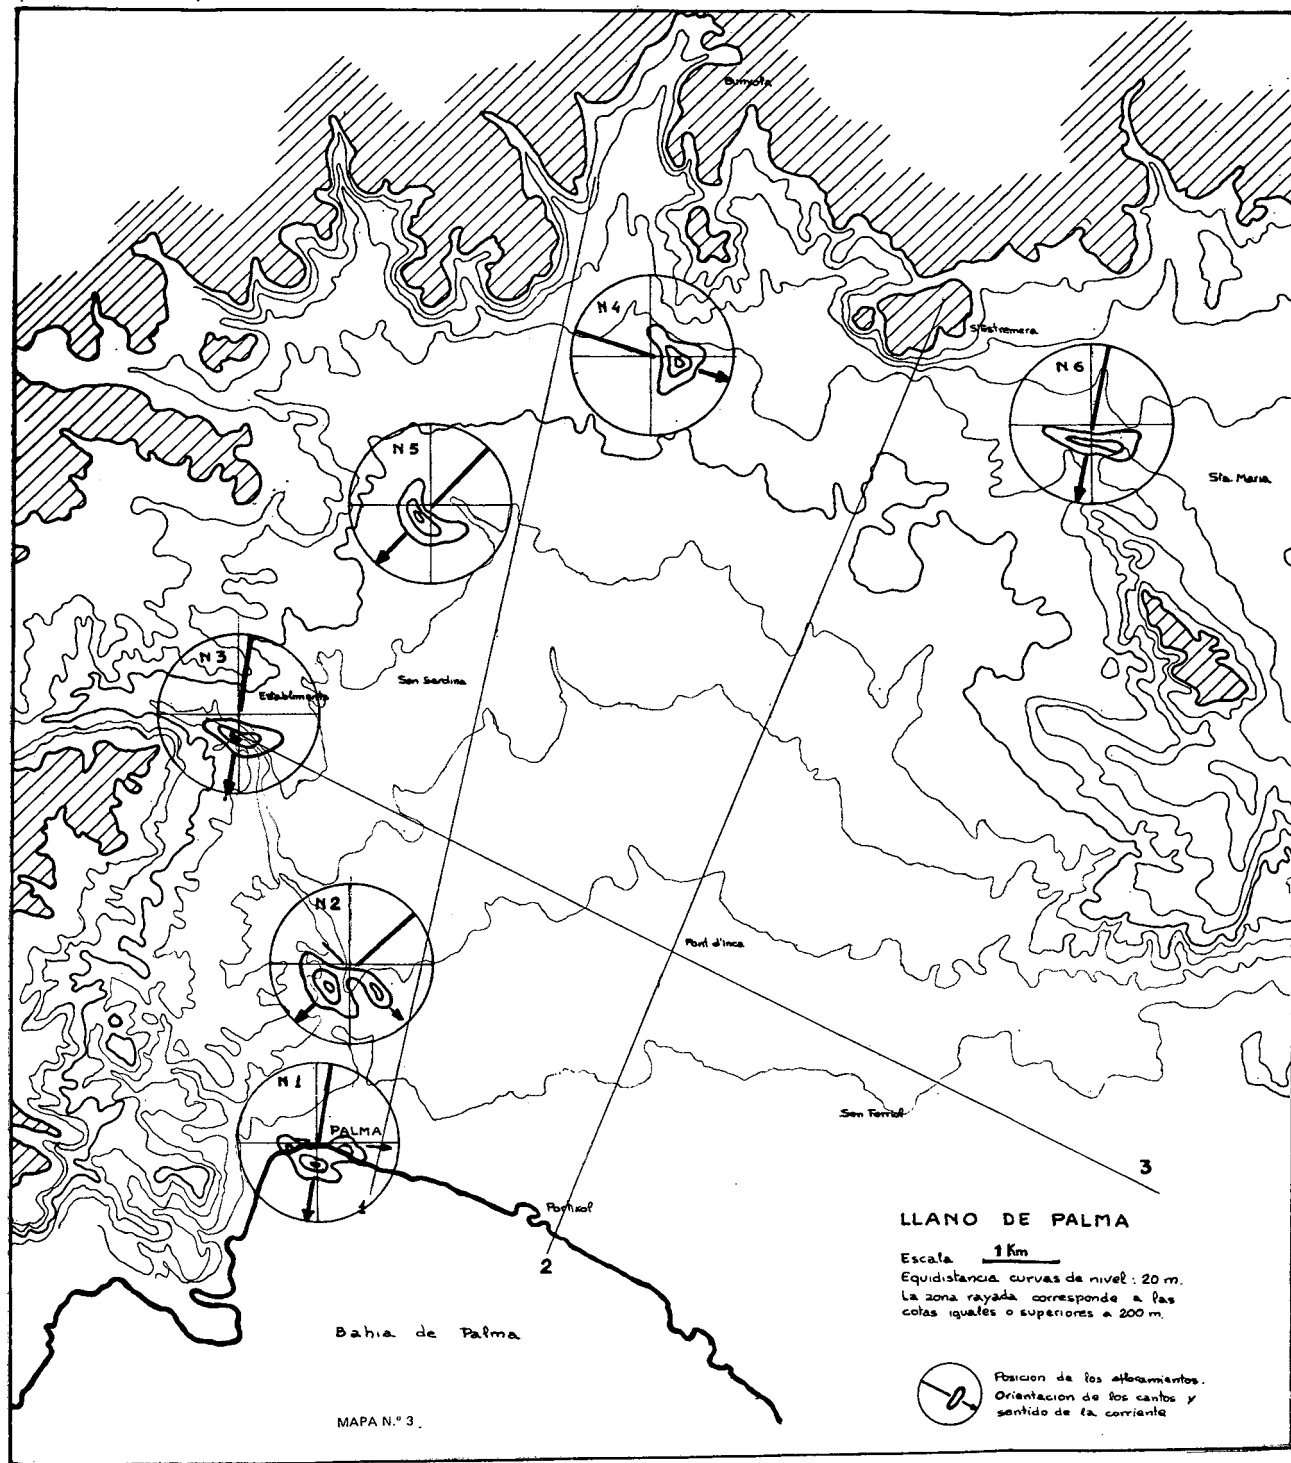 Bunyola
N 4
S'Estremera
N 6
N 5
Sta. Maria
N 3
Establiments
Son Sardina
N 2
Pont d'inca
N 1
PALMA
Son Ferriol
1
3
Portixol
2
LLANO DE PALMA
Escala 1 Km
Equidistancia curvas de nivel : 20 m.
La zona rayada corresponde a las
cotas iguales o superiores a 200 m.
Bahia de Palma
Posicion de los afloramientos.
Orientacion de los cantos y
sentido de la corriente
MAPA N.º 3.